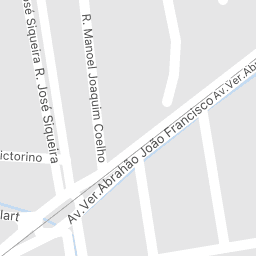 José Siqueira R. José Siqueira
R. Manoel Joaquim Coelho
Av.Ver.Abrahão João Francisco
Av.Ver.Ab
ictorino
lart